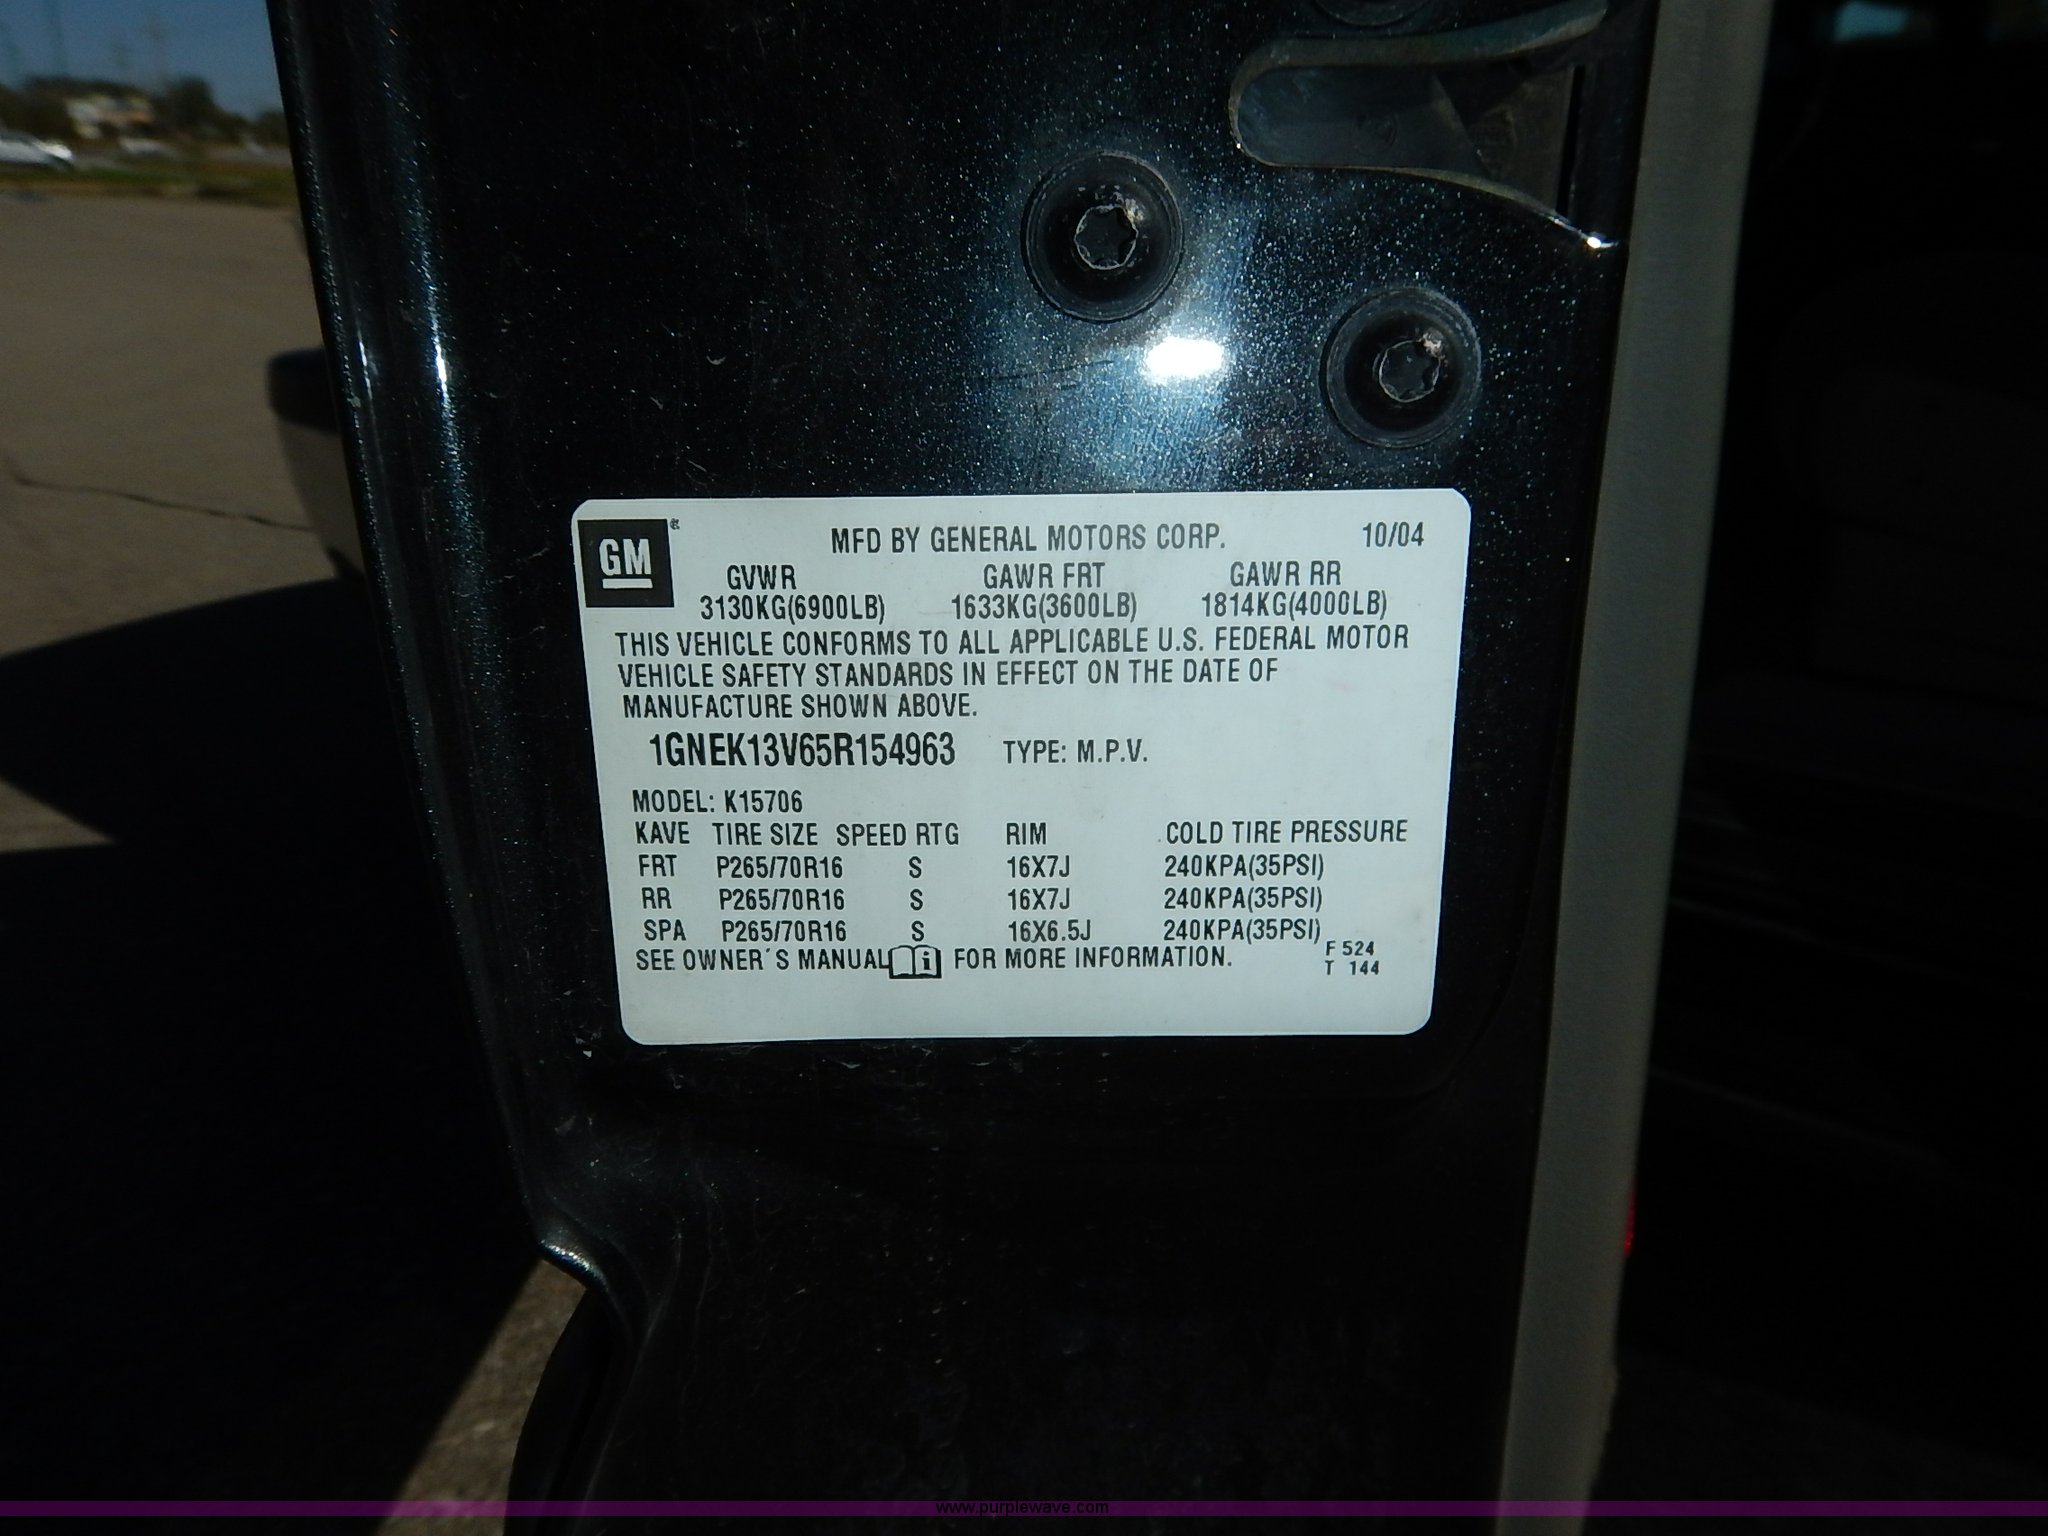 GM ®
MFD BY GENERAL MOTORS CORP. 10/04
GVWR GAWR FRT GAWR RR
3130KG(6900LB) 1633KG(3600LB) 1814KG(4000LB)
THIS VEHICLE CONFORMS TO ALL APPLICABLE U.S. FEDERAL MOTOR
VEHICLE SAFETY STANDARDS IN EFFECT ON THE DATE OF
MANUFACTURE SHOWN ABOVE.
1GNEK13V65R154963 TYPE: M.P.V.
MODEL: K15706
KAVE TIRE SIZE SPEED RTG RIM COLD TIRE PRESSURE
FRT P265/70R16 S 16X7J 240KPA(35PSI)
RR P265/70R16 S 16X7J 240KPA(35PSI)
SPA P265/70R16 S 16X6.5J 240KPA(35PSI)
SEE OWNER´S MANUAL i FOR MORE INFORMATION.
F 524
T 144
www.purplewave.com